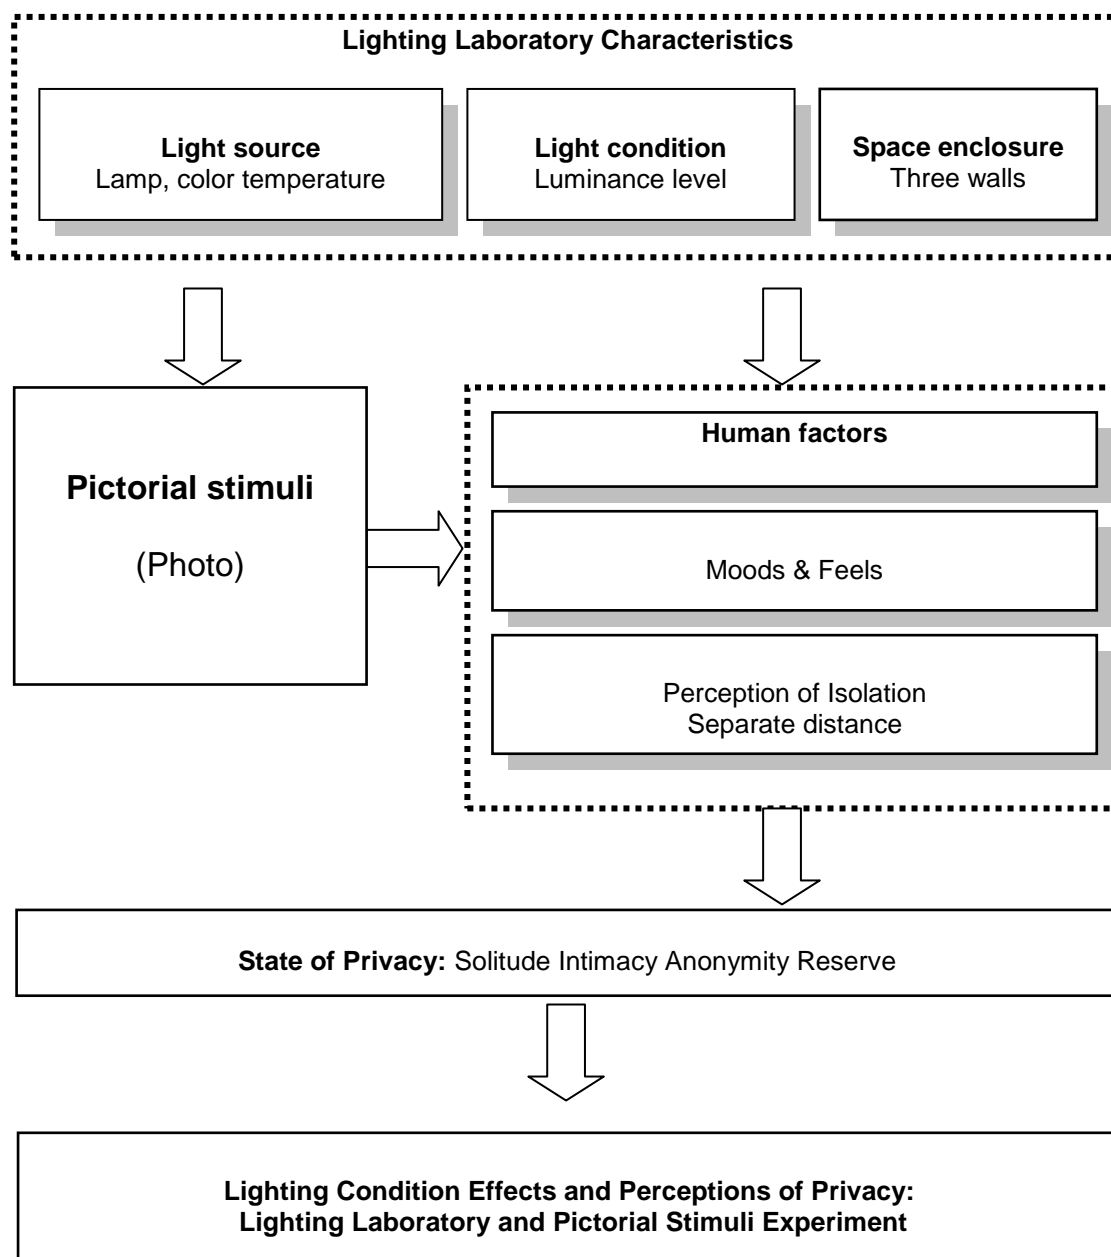 Lighting Laboratory Characteristics
Light source
Lamp, color temperature
Light condition
Luminance level
Space enclosure
Three walls
Pictorial stimuli
(Photo)
Human factors
Moods & Feels
Perception of Isolation
Separate distance
State of Privacy: Solitude Intimacy Anonymity Reserve
Lighting Condition Effects and Perceptions of Privacy:
Lighting Laboratory and Pictorial Stimuli Experiment